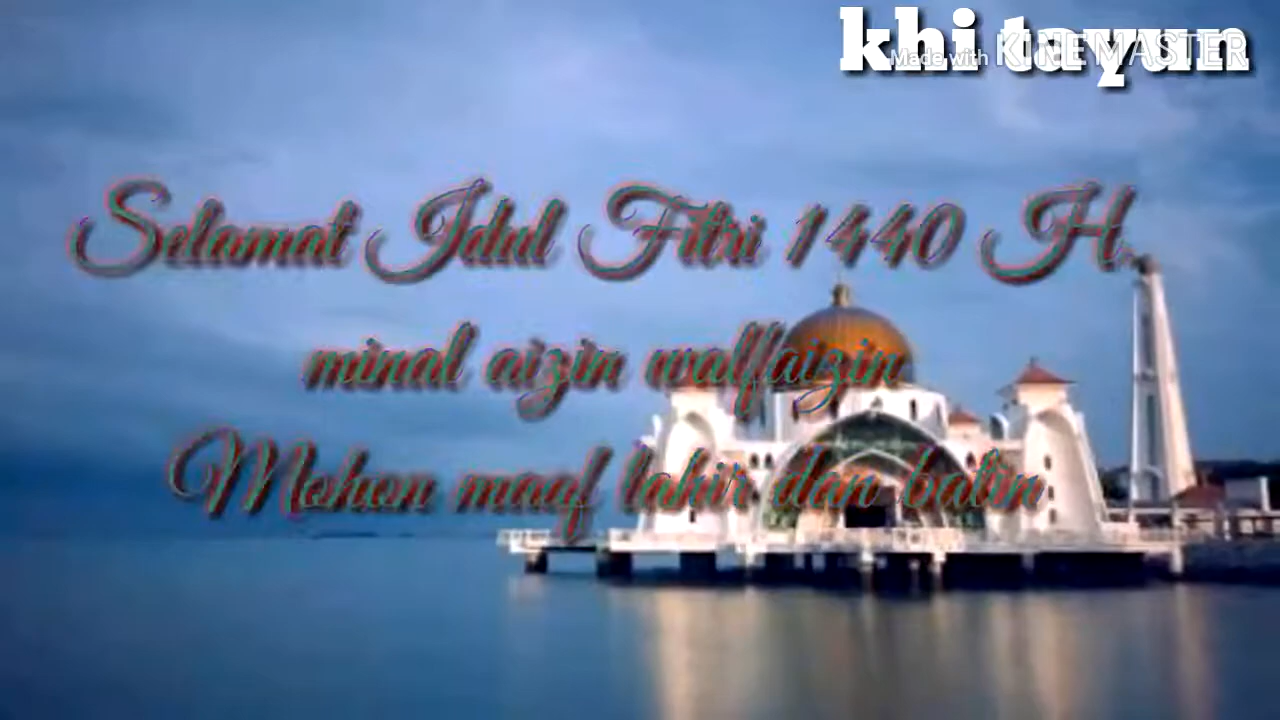 khi tayun
Made with KINEMASTER
Selamat Idul Fitri 1440 H.
minal aizin walfaizin
Mohon maaf lahir dan batin